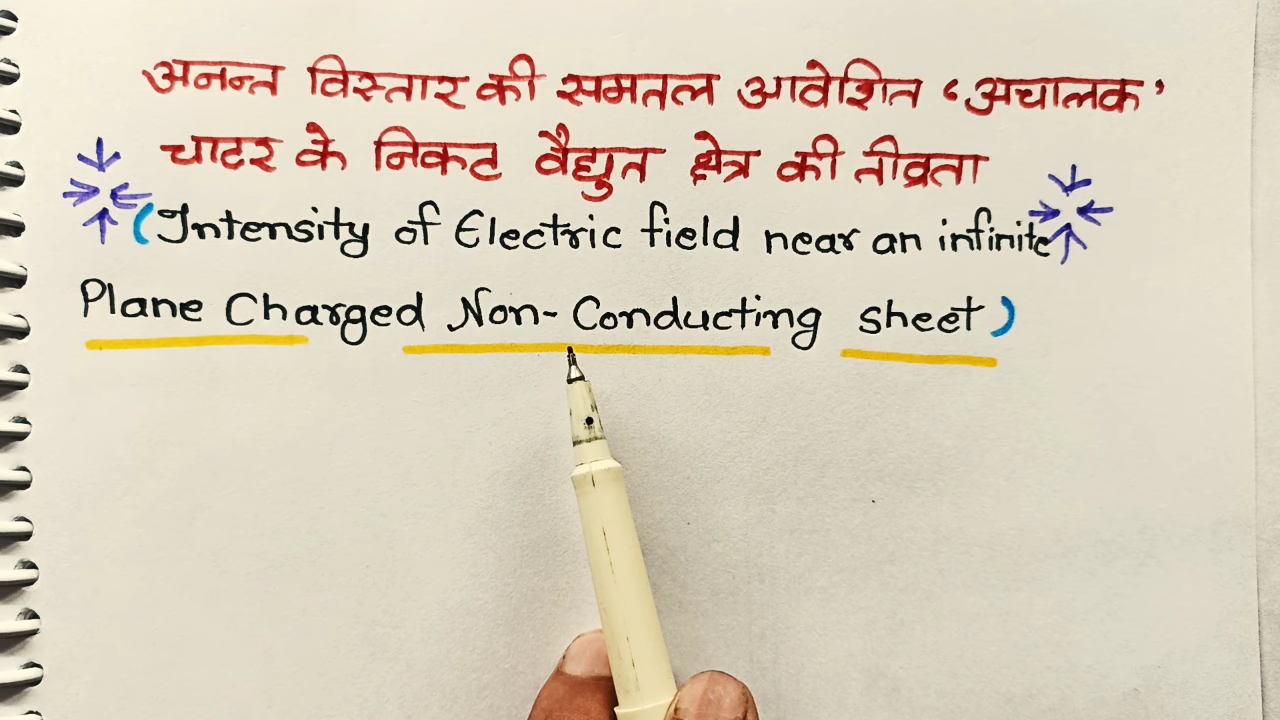 अनन्त विस्तार की समतल आवेशित ‘अचालक’
चादर के निकट वैद्युत क्षेत्र की तीव्रता
(Intensity of Electric field near an infinite
Plane Charged Non-Conducting sheet)